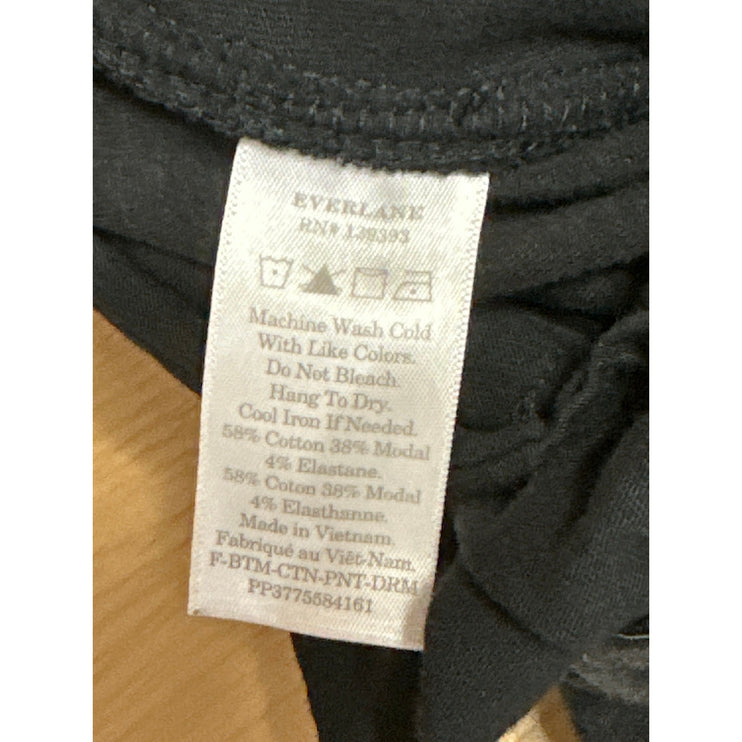 EVERLANE
RN# 139393
Machine Wash Cold
With Like Colors.
Do Not Bleach.
Hang To Dry.
Cool Iron If Needed.
58% Cotton 38% Modal
4% Elastane.
58% Coton 38% Modal
4% Elasthanne.
Made in Vietnam.
Fabriqué au Viêt-Nam.
F-BTM-CTN-PNT-DRM
PP3775584161